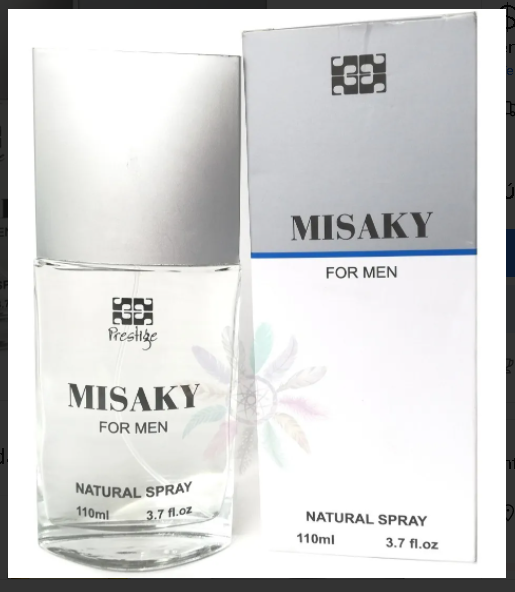 Prestige
MISAKY
FOR MEN
NATURAL SPRAY
110ml 3.7 fl.oz
MISAKY
FOR MEN
NATURAL SPRAY
110ml 3.7 fl.oz